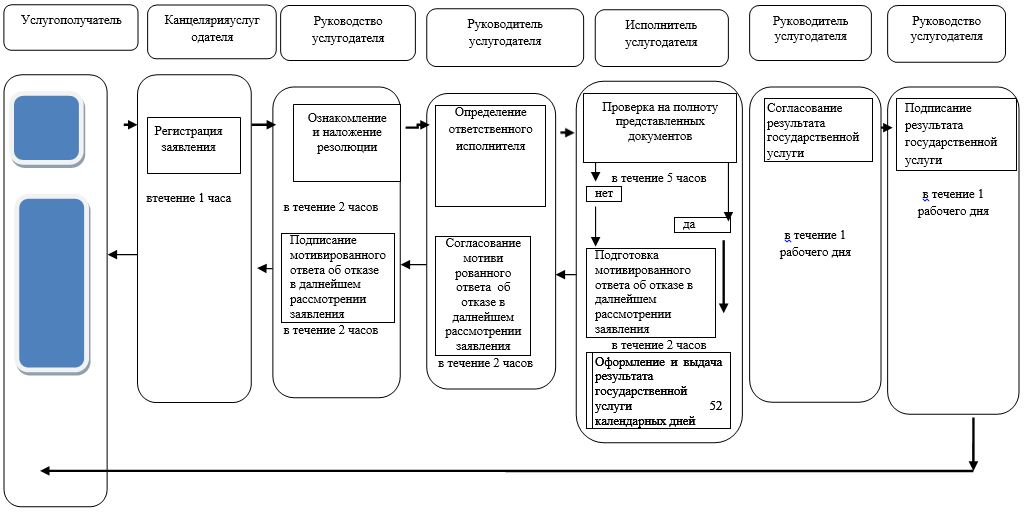 Услугополучатель
Канцелярияуслуг
одателя
Руководство
услугодателя
Руководитель
услугодателя
Исполнитель
услугодателя
Руководитель
услугодателя
Руководство
услугодателя
Регистрация
заявления
втечение 1 часа
Ознакомление
и наложение
резолюции
в течение 2 часов
Подписание
мотивированного
ответа об отказе
в далнейшем
рассмотрении
заявления
в течение 2 часов
Определение
ответственного
исполнителя
Согласование
мотиви
рованного
ответа об
отказе в
далнейшем
рассмотрении
заявления
в течение 2 часов
Проверка на полноту
представленных
документов
в течение 5 часов
нет
да
Подготовка
мотивированного
ответа об отказе в
далнейшем
рассмотрении
заявления
в течение 2 часов
Оформление и выдача
результата
государственной
услуги 52
календарных дней
Согласование
результата
государственной
услуги
в течение 1
рабочего дня
Подписание
результата
государственной
услуги
в течение 1
рабочего дня